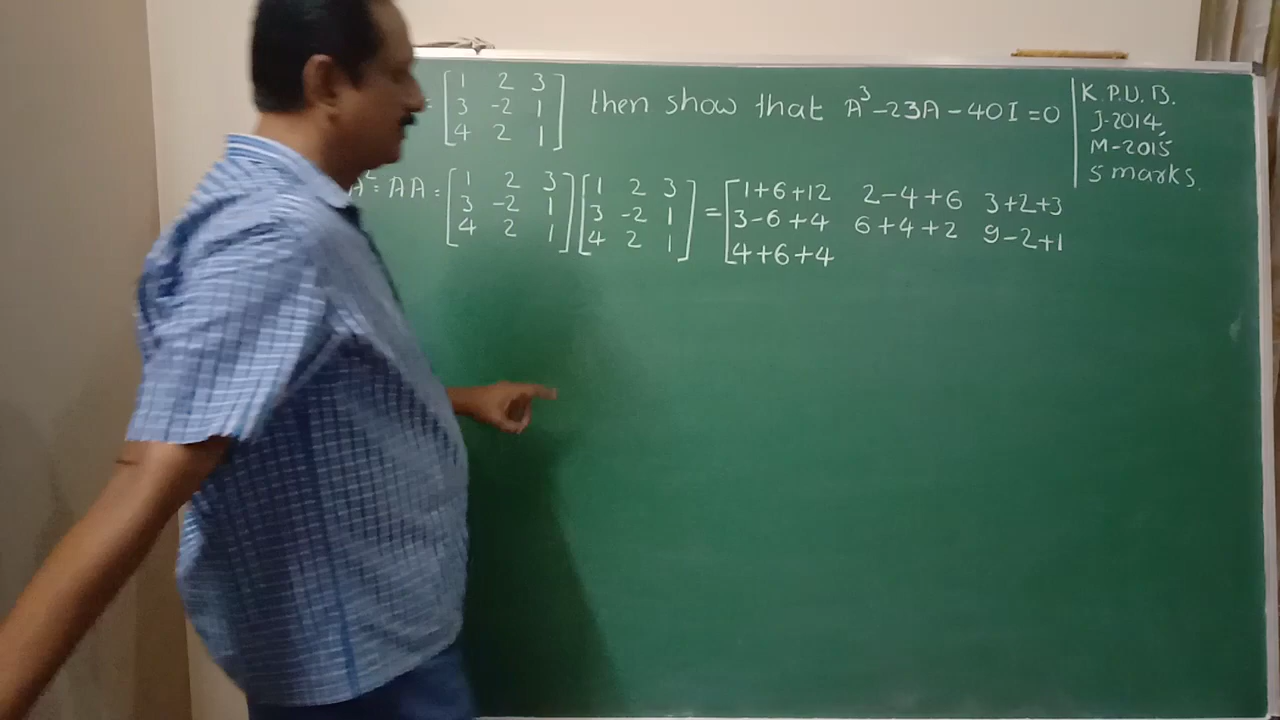 = [1 2 3] then show that A³-23A-40I=0
[3 -2 1]
[4 2 1]
K.P.U.B.
J-2014,
M-2015
5 marks.
A²=AA=[1 2 3][1 2 3]=[1+6+12 2-4+6 3+2+3
[3 -2 1][3 -2 1] [3-6+4 6+4+2 9-2+1
[4 2 1][4 2 1] [4+6+4